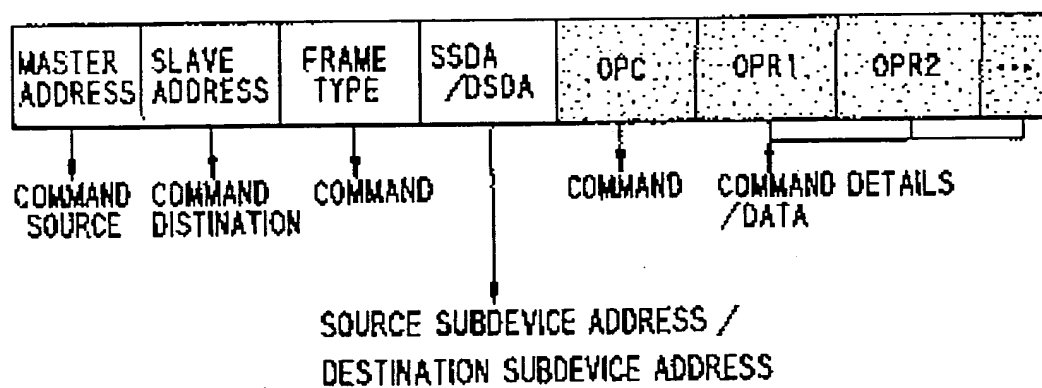 MASTER ADDRESS
SLAVE ADDRESS
FRAME TYPE
SSDA /DSDA
OPC
OPR1
OPR2
...
COMMAND SOURCE
COMMAND DISTINATION
COMMAND
COMMAND
COMMAND DETAILS /DATA
SOURCE SUBDEVICE ADDRESS /
DESTINATION SUBDEVICE ADDRESS